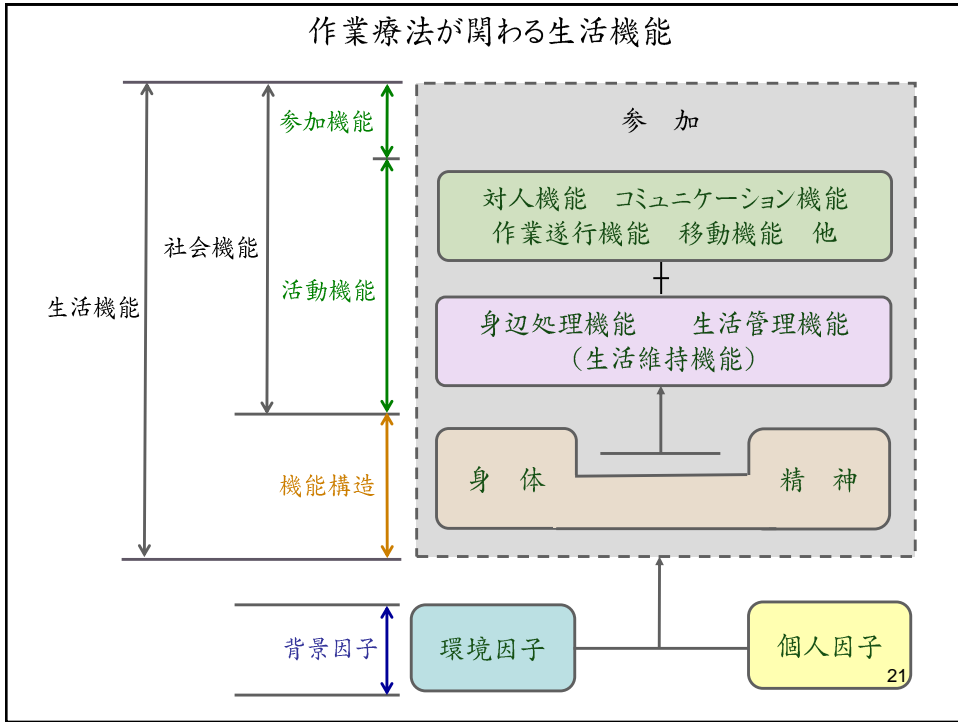 作業療法が関わる生活機能
参加機能
参　加
対人機能　コミュニケーション機能
作業遂行機能　移動機能　他
社会機能
活動機能
生活機能
身辺処理機能　　生活管理機能
（生活維持機能）
機能構造
身　体
精　神
背景因子
環境因子
個人因子
21